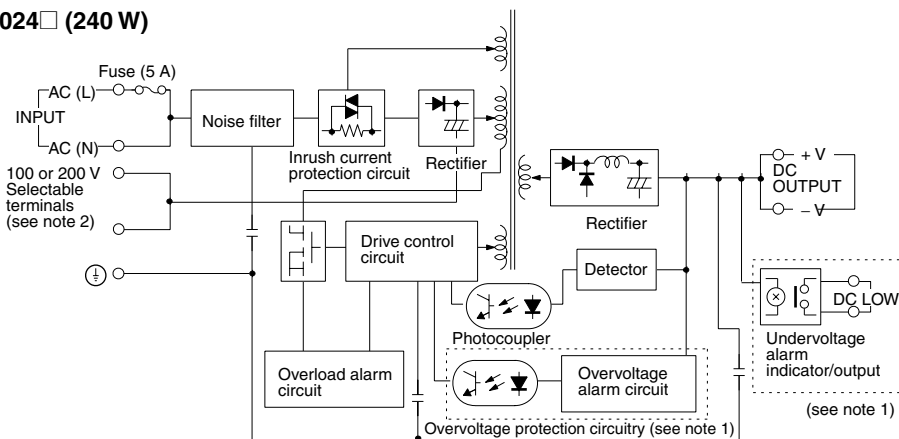 024□ (240 W)
Fuse (5 A)
AC (L)
INPUT
AC (N)
Noise filter
Inrush current
protection circuit
Rectifier
100 or 200 V
Selectable
terminals
(see note 2)
Drive control
circuit
Rectifier
+ V
DC
OUTPUT
– V
Detector
Photocoupler
DC LOW
Undervoltage
alarm
indicator/output
(see note 1)
Overload alarm
circuit
Overvoltage
alarm circuit
Overvoltage protection circuitry (see note 1)